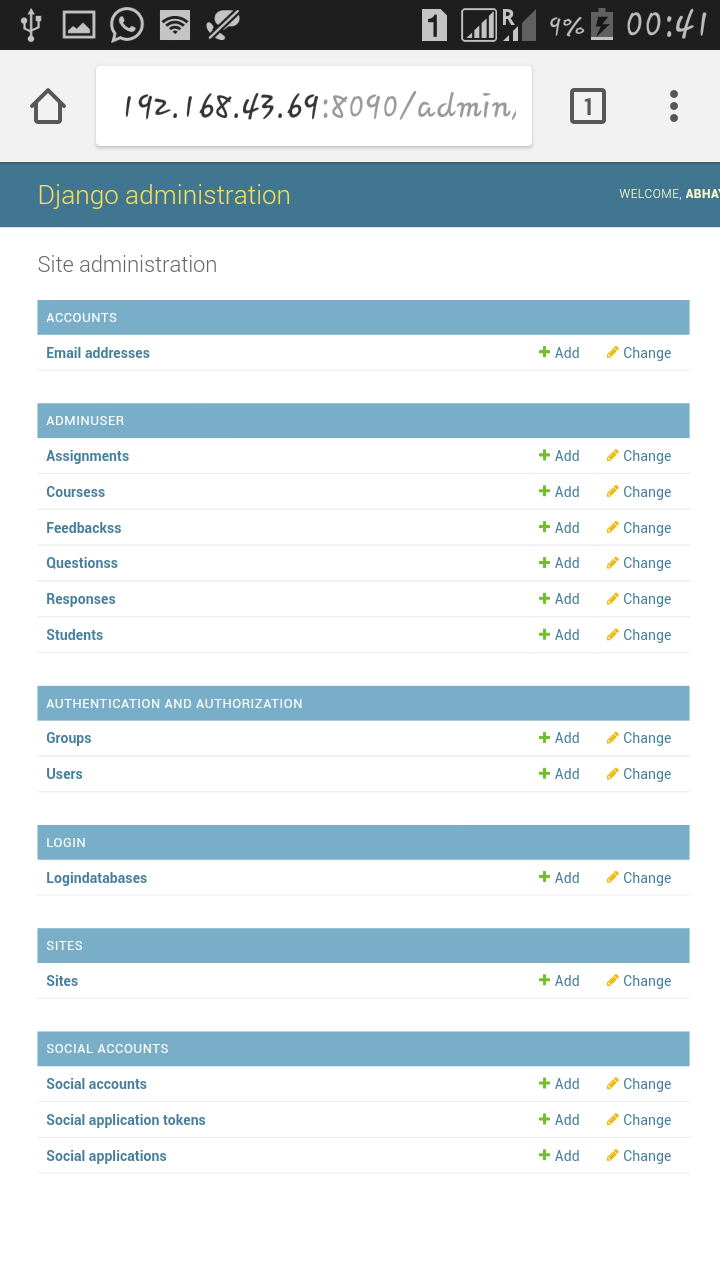 1 R 9% 00:41
192.168.43.69:8090/admin/ 1
Django administration WELCOME, ABHAY
Site administration
ACCOUNTS
Email addresses Add Change
ADMINUSER
Assignments Add Change
Coursess Add Change
Feedbackss Add Change
Questionss Add Change
Responses Add Change
Students Add Change
AUTHENTICATION AND AUTHORIZATION
Groups Add Change
Users Add Change
LOGIN
Logindatabases Add Change
SITES
Sites Add Change
SOCIAL ACCOUNTS
Social accounts Add Change
Social application tokens Add Change
Social applications Add Change